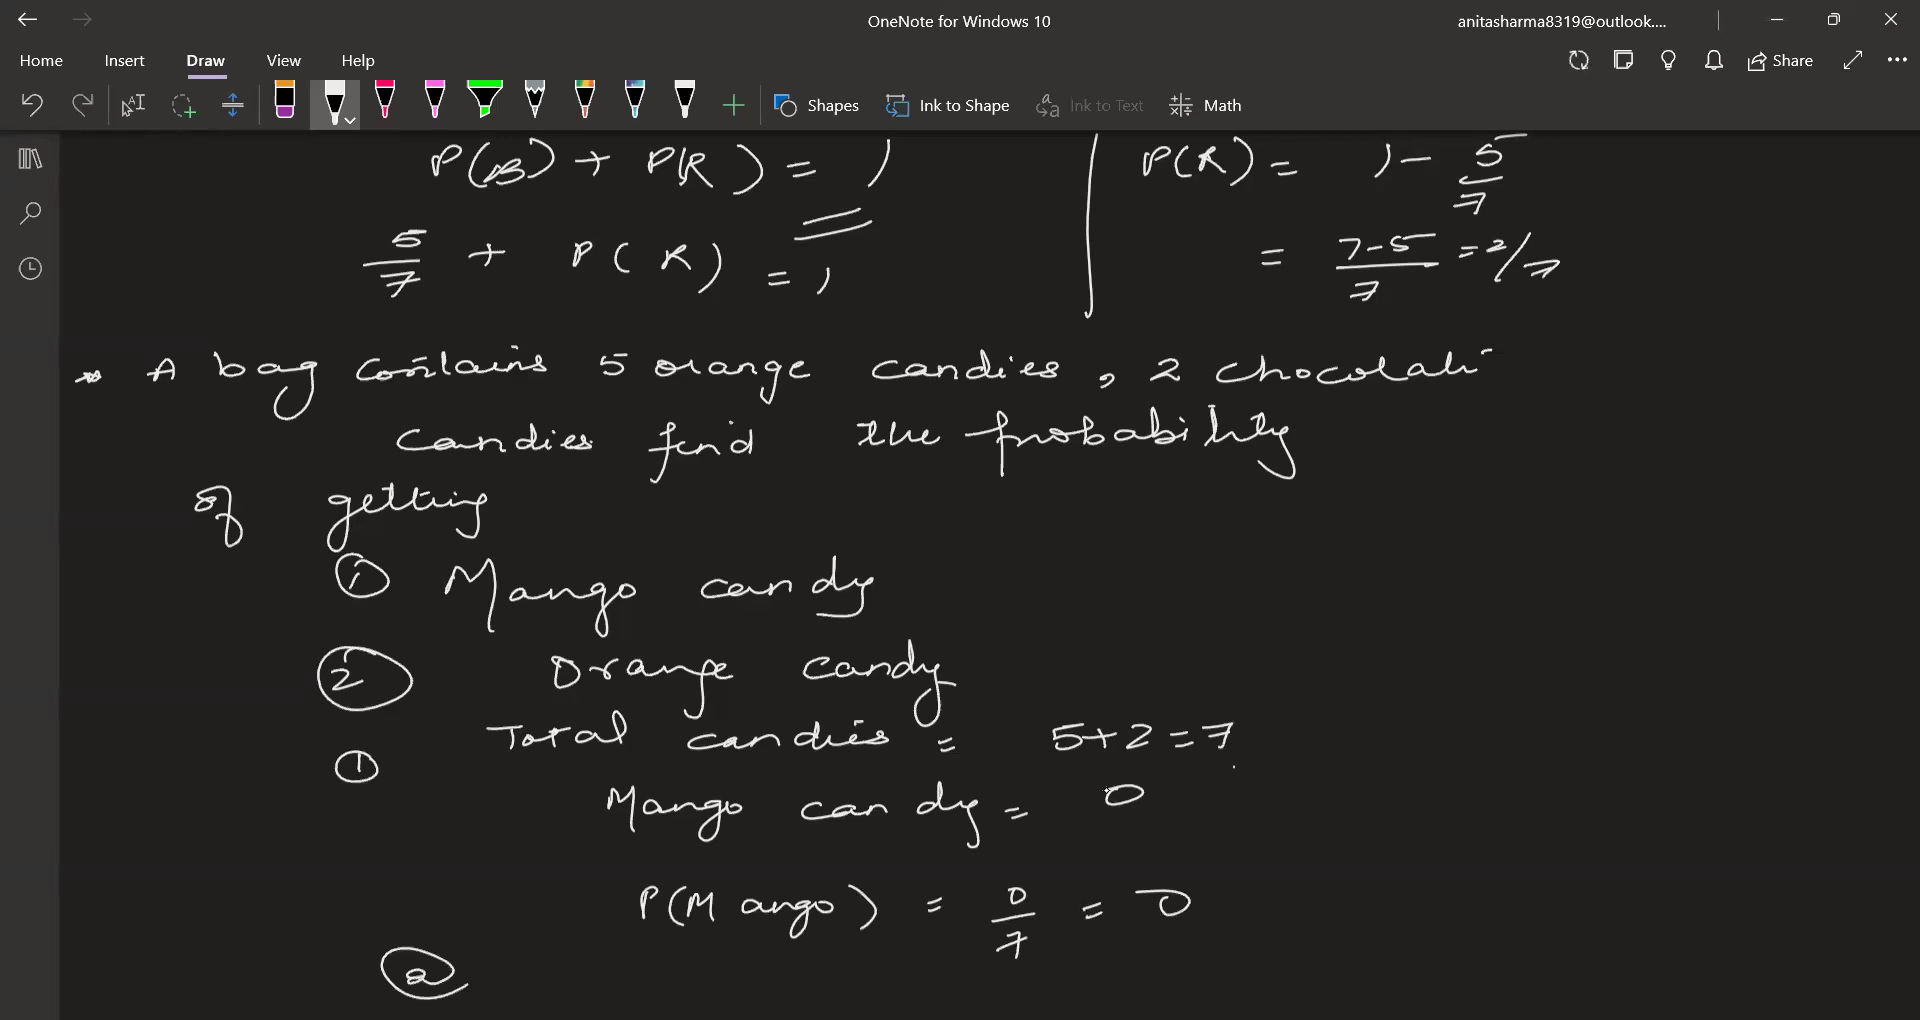 OneNote for Windows 10
anitasharma8319@outlook....
Home Insert Draw View Help
Share
Shapes Ink to Shape Ink to Text Math
P(B) + P(R) = 1
P(R) = 1 - 5/7
5/7 + P(R) = 1
= 7-5/7 = 2/7
* A bag contains 5 orange candies, 2 chocolate
candies find the probability
of getting
① Mango candy
② Orange candy
Total candies = 5+2=7
①
Mango candy = 0
P(Mango) = 0/7 = 0
②